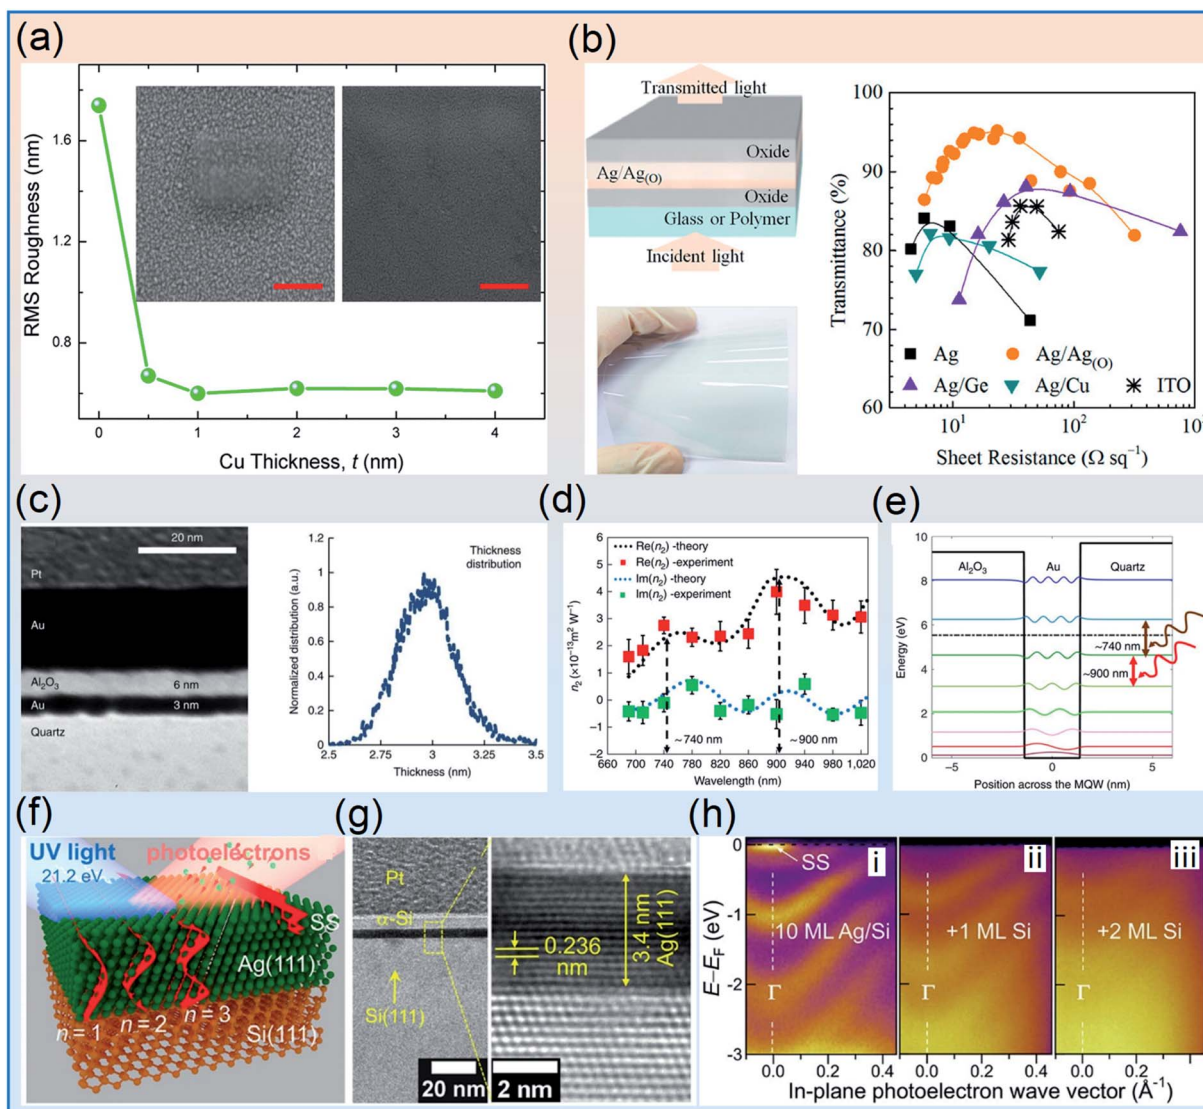 (a)
RMS Roughness (nm)
1.6
1.2
0.8
0 1 2 3 4
Cu Thickness, t (nm)
(b)
Transmitted light
Oxide
Ag/Ag(O)
Oxide
Glass or Polymer
Incident light
Transmittance (%)
100
90
80
70
60
Ag
Ag/Ag(O)
Ag/Ge
Ag/Cu
ITO
10¹ 10² 10³
Sheet Resistance (Ω sq⁻¹)
(c)
20 nm
Pt
Au
Al₂O₃ 6 nm
Au 3 nm
Quartz
Normalized distribution (a.u.)
Thickness
distribution
1.2
1
0.8
0.6
0.4
0.2
0
2.5 2.75 3 3.25 3.5
Thickness (nm)
(d)
n₂ (×10⁻¹³m² W⁻¹)
6
5
4
3
2
1
0
−1
−2
Re(n₂) -theory
Re(n₂) -experiment
Im(n₂) -theory
Im(n₂) -experiment
~740 nm
~900 nm
660 700 740 780 820 860 900 940 980 1,020
Wavelength (nm)
(e)
Energy (eV)
10
8
6
4
2
0
Al₂O₃ Au Quartz
~740 nm
~900 nm
−5 0 5
Position across the MQW (nm)
(f)
UV light
21.2 eV
photoelectrons
SS
Ag(111)
n = 1 n = 2 n = 3
Si(111)
(g)
Pt
α-Si
Si(111)
20 nm
0.236
nm
3.4 nm
Ag(111)
2 nm
(h)
E−EF (eV)
0
-1
-2
-3
SS
i
10 ML Ag/Si
Γ
ii
+1 ML Si
Γ
iii
+2 ML Si
Γ
0.0 0.2 0.4 0.0 0.2 0.4 0.0 0.2 0.4
In-plane photoelectron wave vector (Å⁻¹)